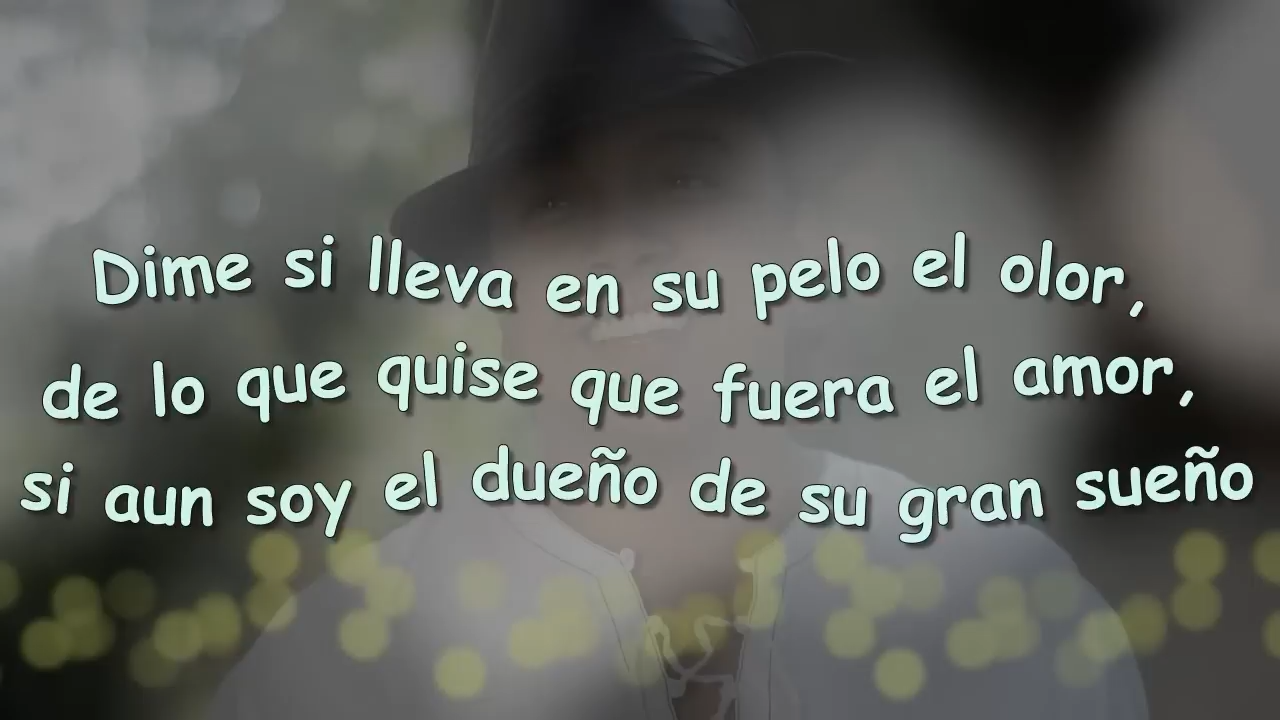 Dime si lleva en su pelo el olor,
de lo que quise que fuera el amor,
si aun soy el dueño de su gran sueño